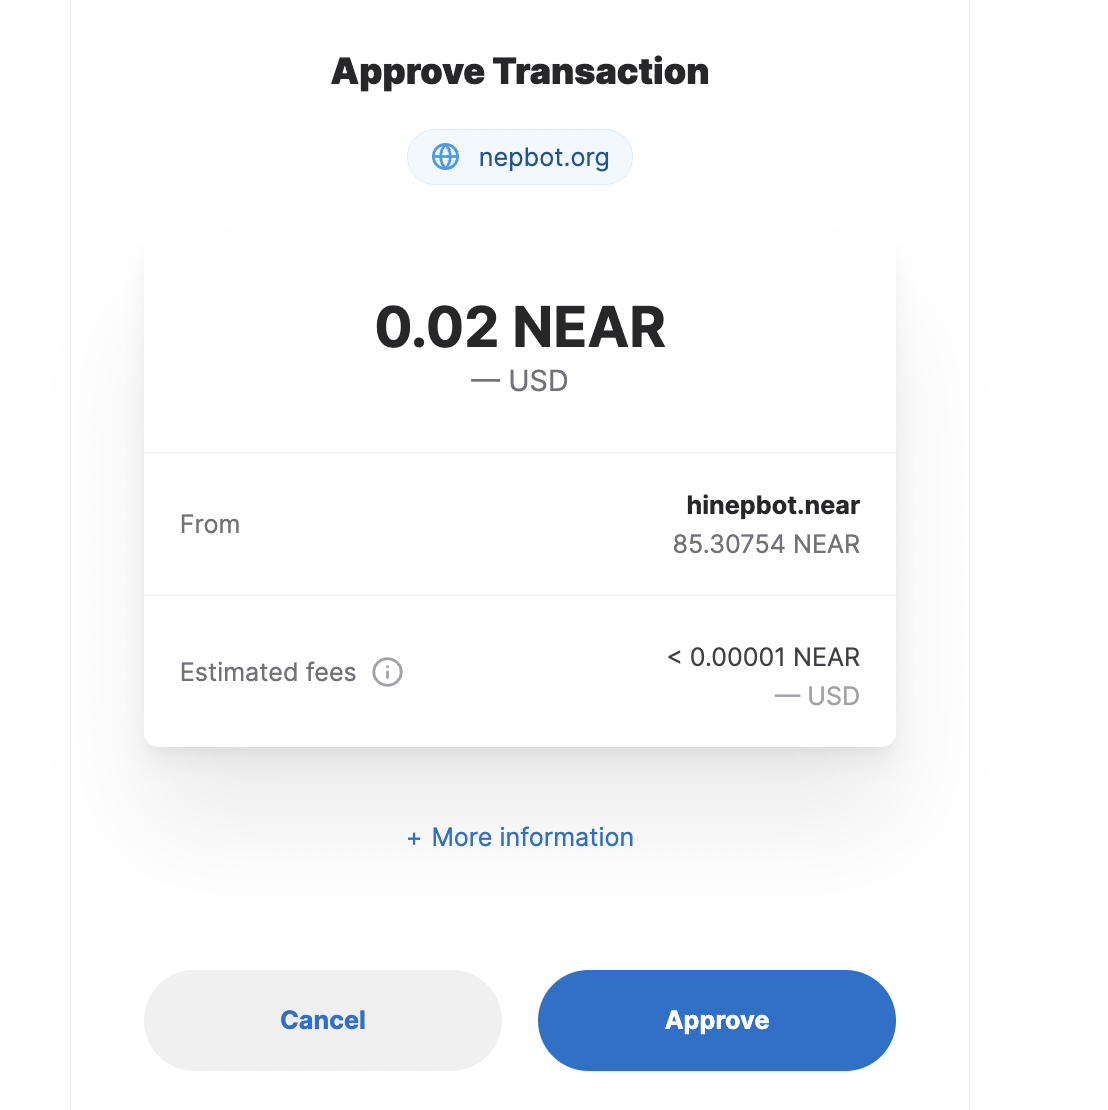 Approve Transaction
nepbot.org
0.02 NEAR
— USD
From
hinepbot.near
85.30754 NEAR
Estimated fees
< 0.00001 NEAR
— USD
+ More information
Cancel
Approve